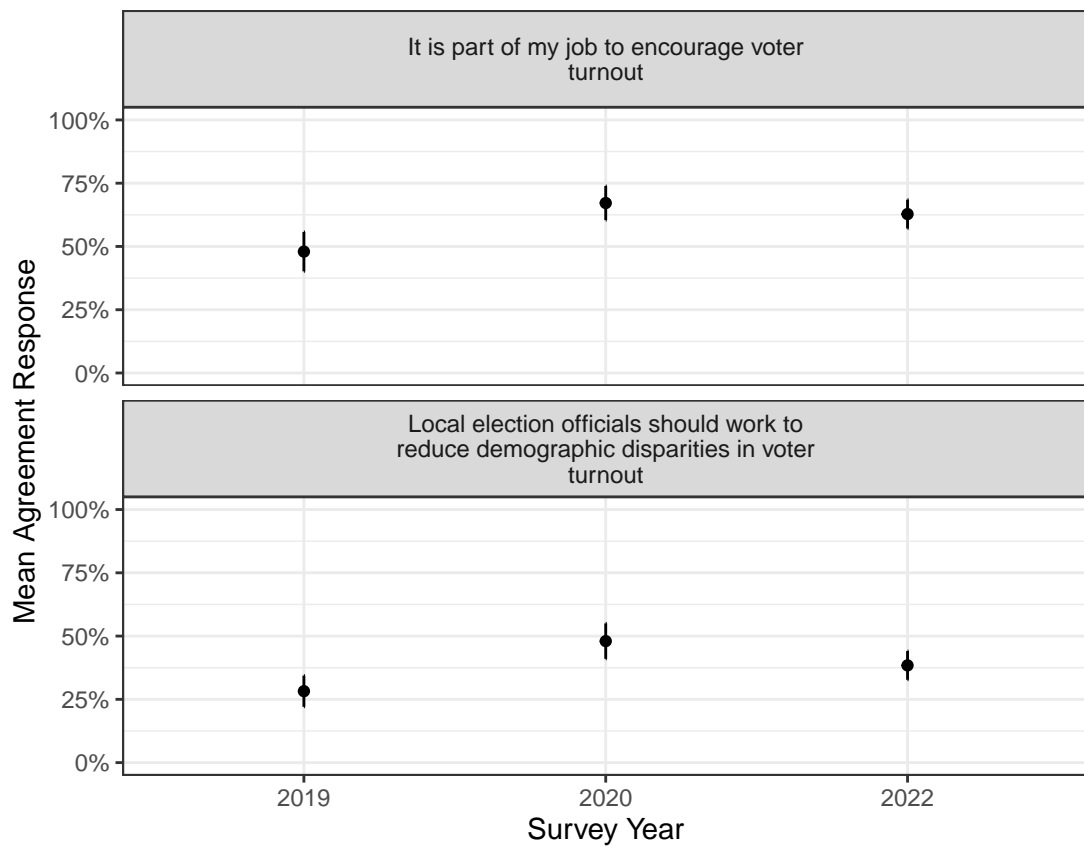 It is part of my job to encourage voter
turnout
100%
75%
50%
25%
0%
Local election officials should work to
reduce demographic disparities in voter
turnout
100%
75%
50%
25%
0%
Mean Agreement Response
2019
2020
2022
Survey Year